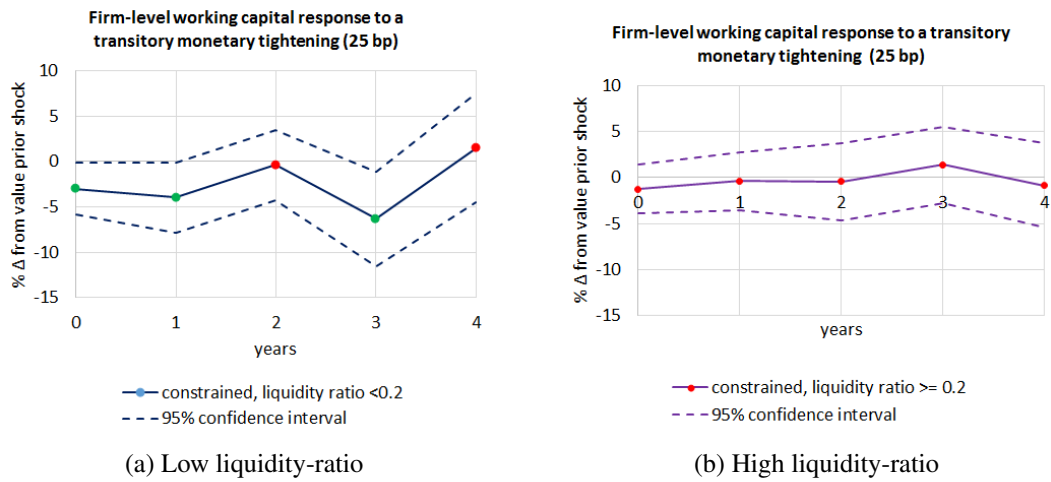 Firm-level working capital response to a
transitory monetary tightening (25 bp)
% Δ from value prior shock
10
5
0
-5
-10
-15
0 1 2 3 4
years
constrained, liquidity ratio <0.2
95% confidence interval
(a) Low liquidity-ratio
Firm-level working capital response to a transitory
monetary tightening (25 bp)
% Δ from value prior shock
10
5
0
-5
-10
-15
0 1 2 3 4
years
constrained, liquidity ratio >= 0.2
95% confidence interval
(b) High liquidity-ratio